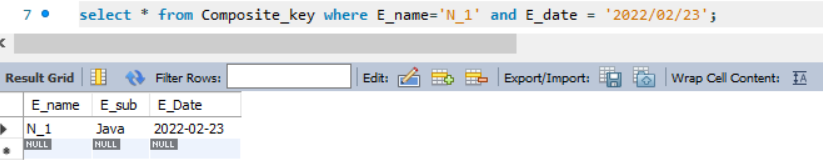 7 select * from Composite_key where E_name='N_1' and E_date = '2022/02/23';
Result Grid Filter Rows: Edit: Export/Import: Wrap Cell Content: IA
E_name E_sub E_Date
N_1 Java 2022-02-23
NULL NULL NULL